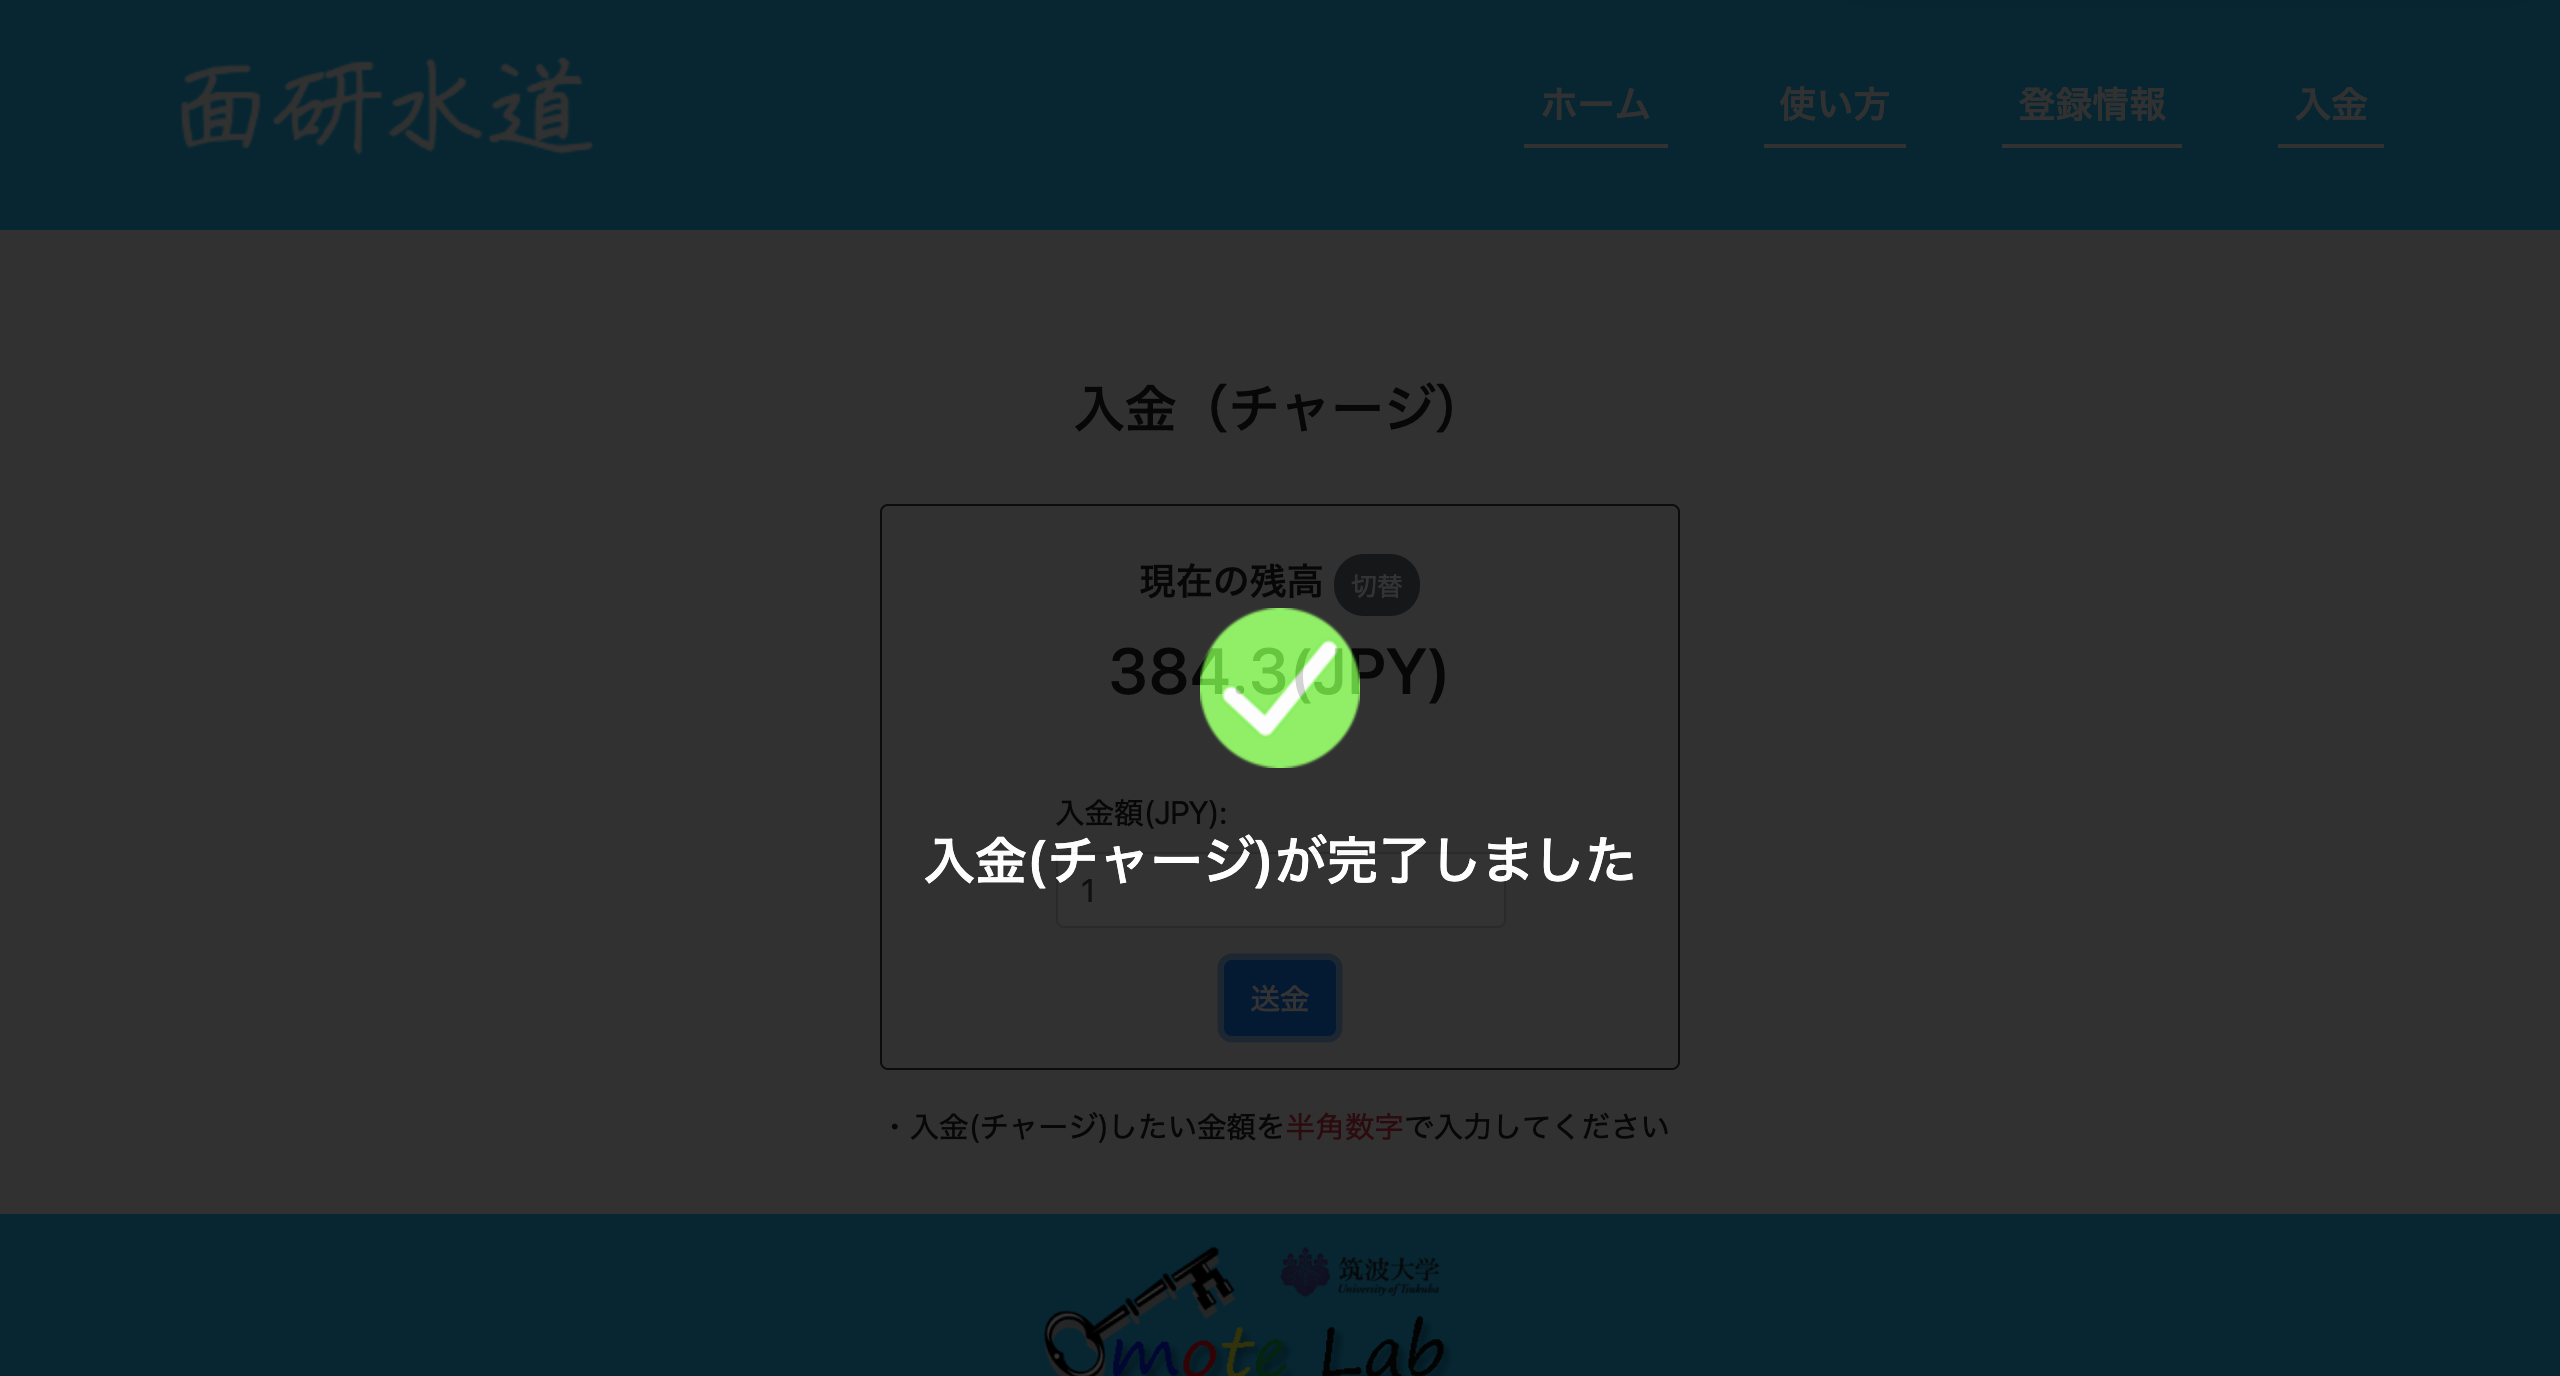 面研水道
ホーム 使い方 登録情報 入金
入金（チャージ）
現在の残高 切替
384.3(JPY)
入金額(JPY):
入金(チャージ)が完了しました
1
送金
・入金(チャージ)したい金額を半角数字で入力してください
筑波大学
University of Tsukuba
Omote Lab